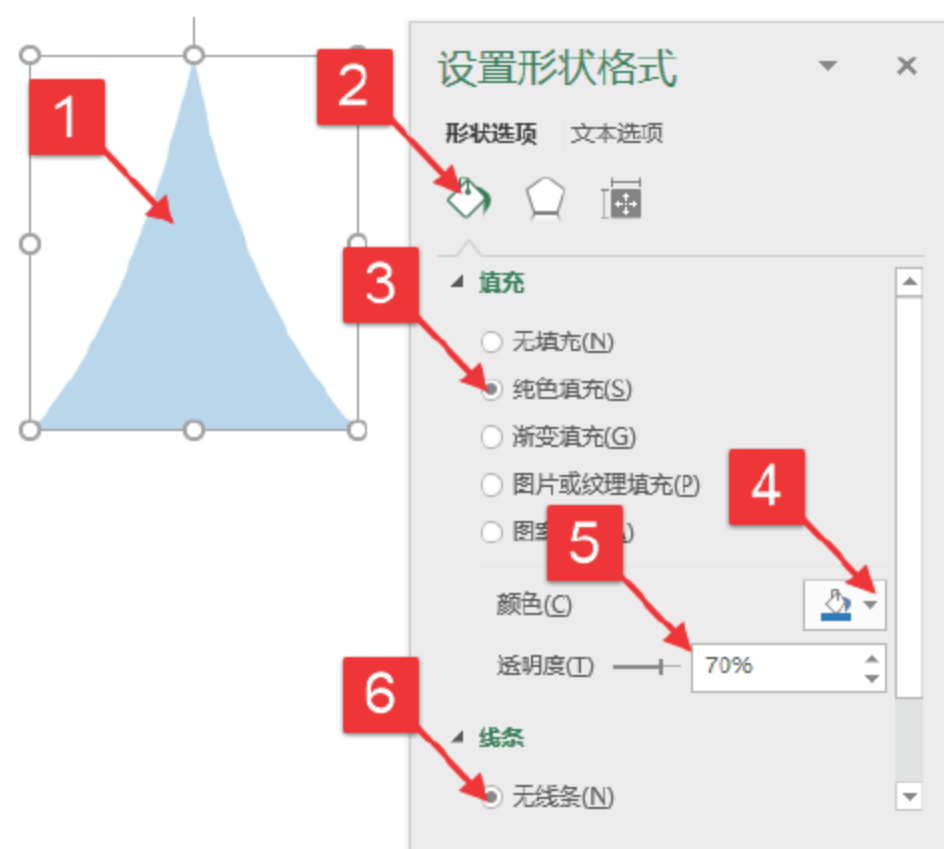 1
2
设置形状格式
形状选项 文本选项
3
填充
无填充(N)
纯色填充(S)
渐变填充(G)
图片或纹理填充(P)
4
图案
5
颜色(C)
透明度(T) 70%
6
线条
无线条(N)